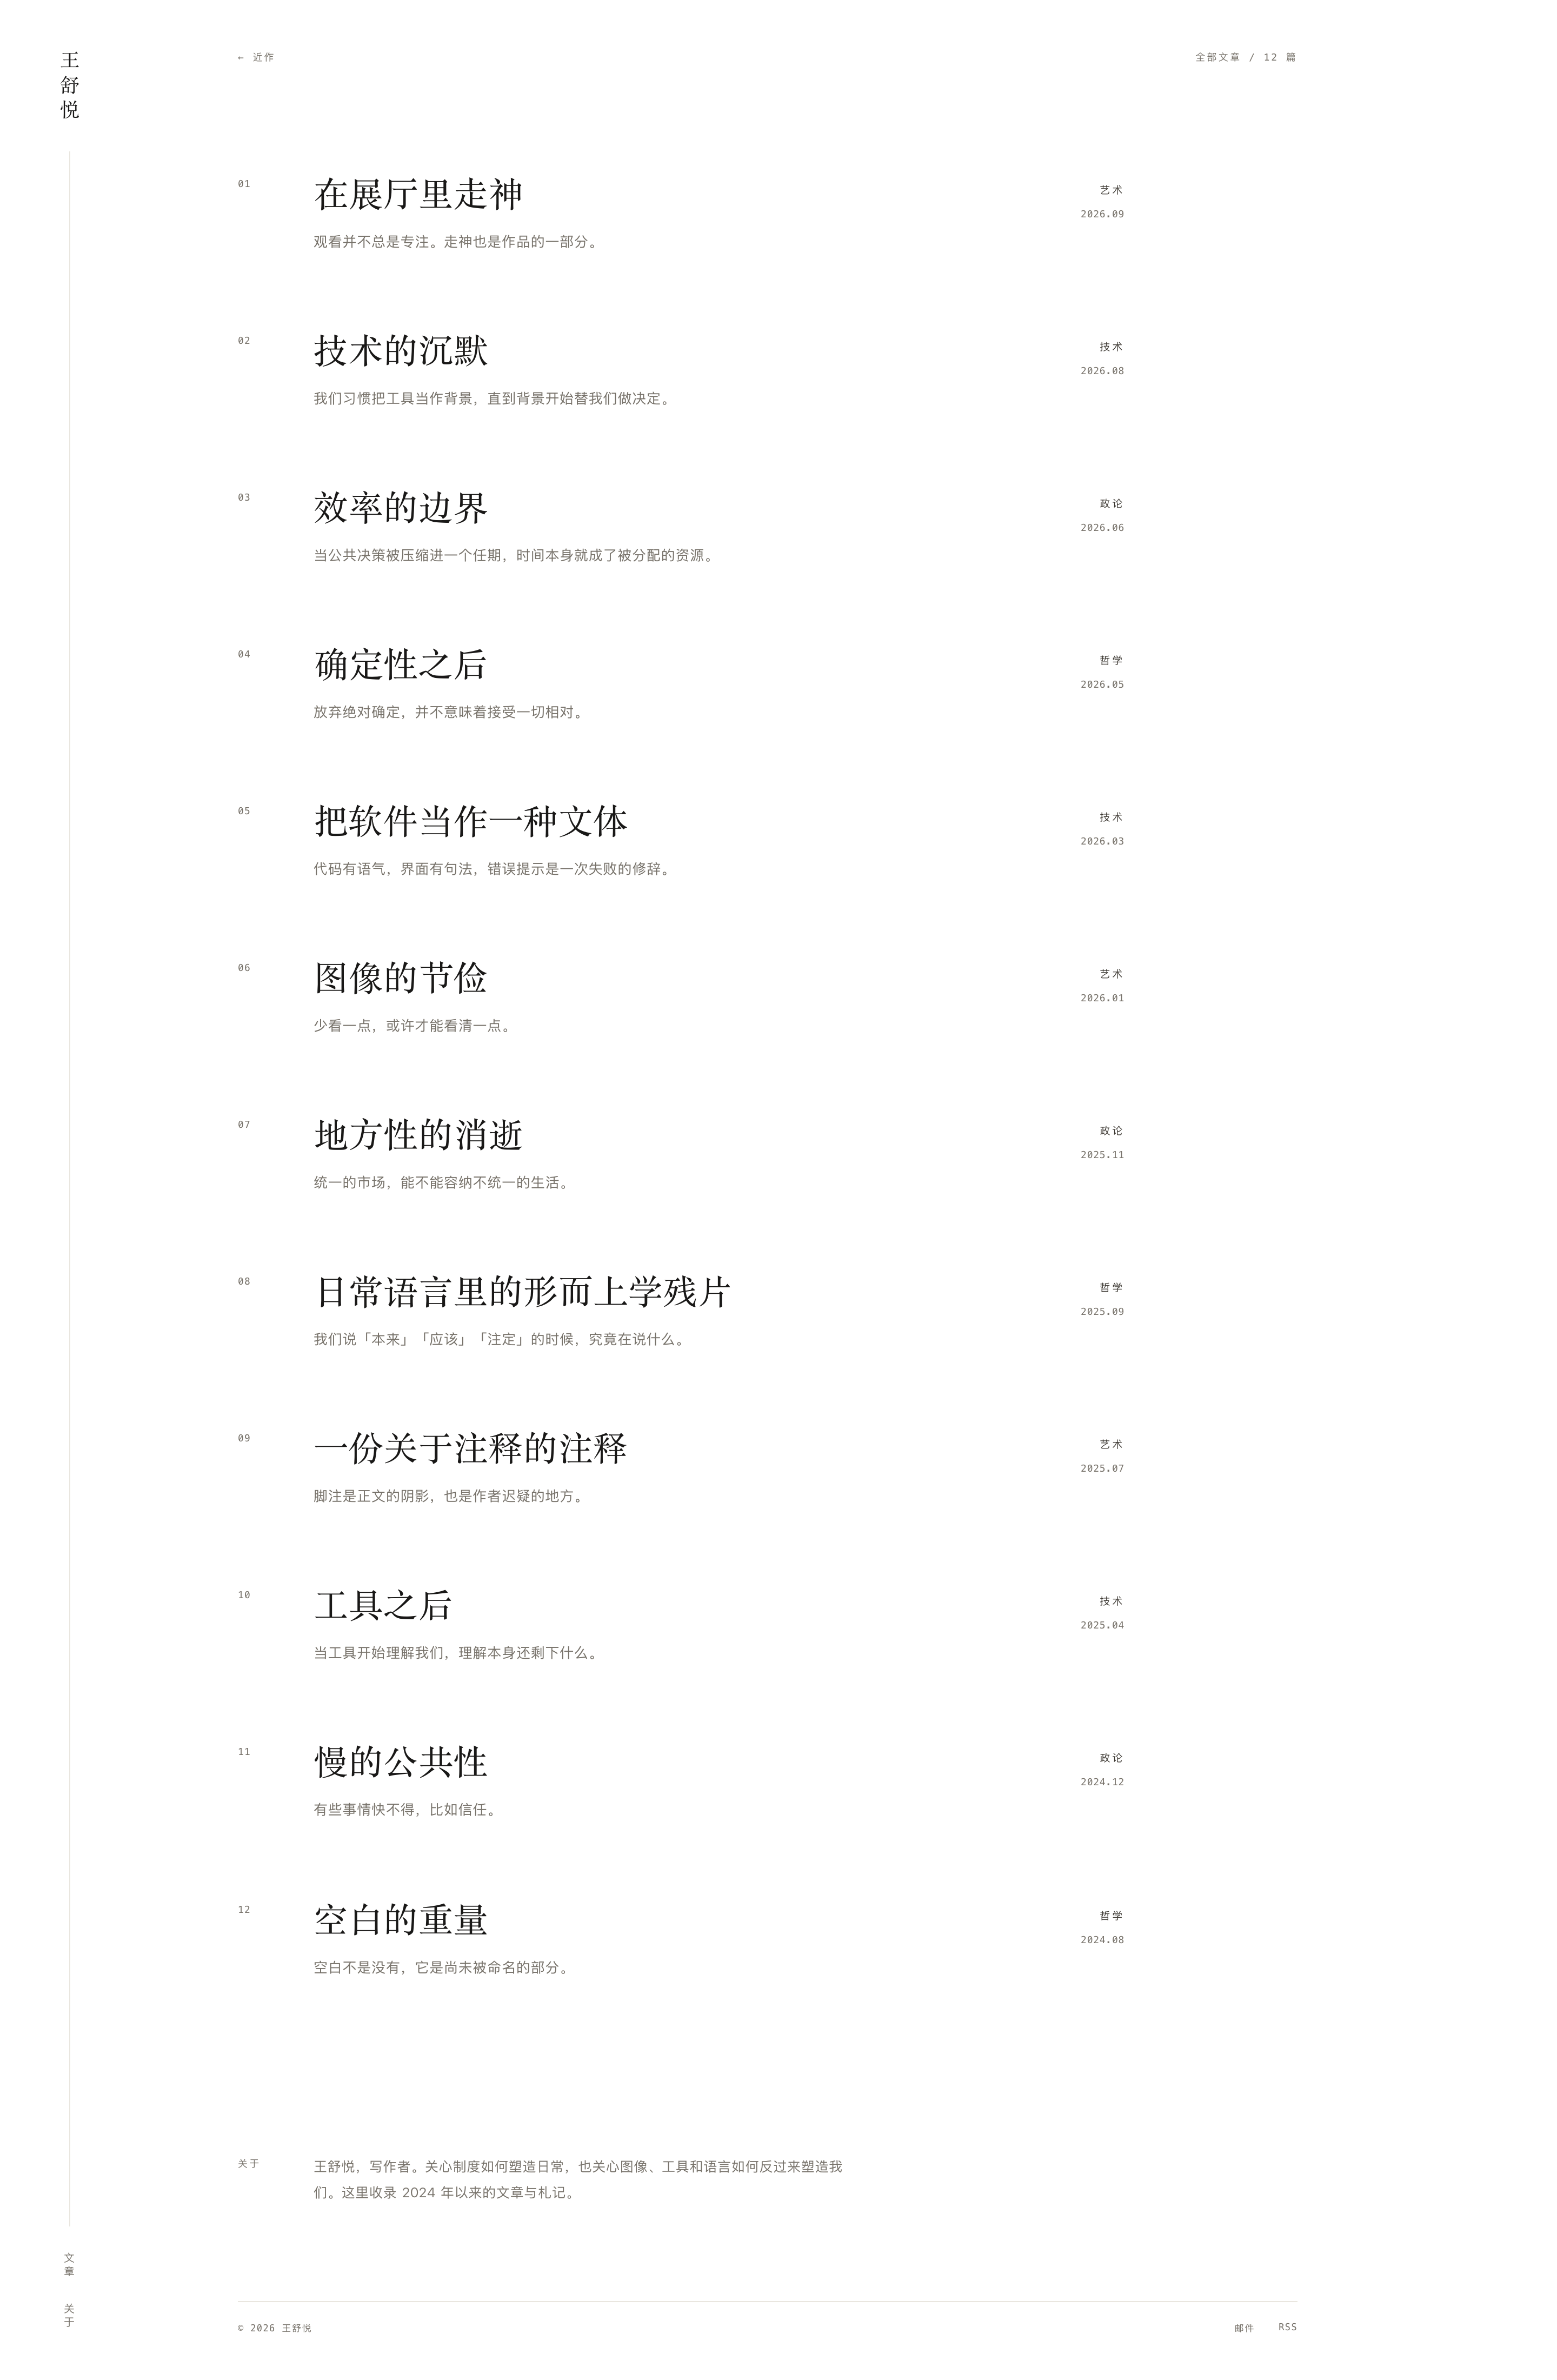 王舒悦
← 近作
全部文章 / 12 篇
01
在展厅里走神
观看并不总是专注。走神也是作品的一部分。
艺术
2026.09
02
技术的沉默
我们习惯把工具当作背景，直到背景开始替我们做决定。
技术
2026.08
03
效率的边界
当公共决策被压缩进一个任期，时间本身就成了被分配的资源。
政论
2026.06
04
确定性之后
放弃绝对确定，并不意味着接受一切相对。
哲学
2026.05
05
把软件当作一种文体
代码有语气，界面有句法，错误提示是一次失败的修辞。
技术
2026.03
06
图像的节俭
少看一点，或许才能看清一点。
艺术
2026.01
07
地方性的消逝
统一的市场，能不能容纳不统一的生活。
政论
2025.11
08
日常语言里的形而上学残片
我们说「本来」「应该」「注定」的时候，究竟在说什么。
哲学
2025.09
09
一份关于注释的注释
脚注是正文的阴影，也是作者迟疑的地方。
艺术
2025.07
10
工具之后
当工具开始理解我们，理解本身还剩下什么。
技术
2025.04
11
慢的公共性
有些事情快不得，比如信任。
政论
2024.12
12
空白的重量
空白不是没有，它是尚未被命名的部分。
哲学
2024.08
关于
王舒悦，写作者。关心制度如何塑造日常，也关心图像、工具和语言如何反过来塑造我
们。这里收录 2024 年以来的文章与札记。
文章
关于
© 2026 王舒悦
邮件
RSS